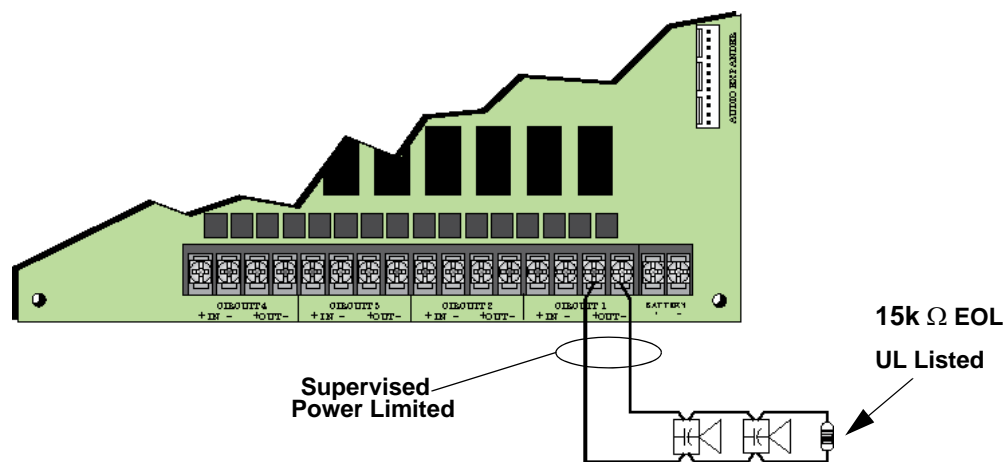 AUDIO EXPANDER
CIRCUIT 4
CIRCUIT 3
CIRCUIT 2
CIRCUIT 1
BATTERY
+ IN - +OUT-
+ IN - +OUT-
+ IN - +OUT-
+ IN - +OUT-
+ -
15k Ω EOL
UL Listed
Supervised
Power Limited